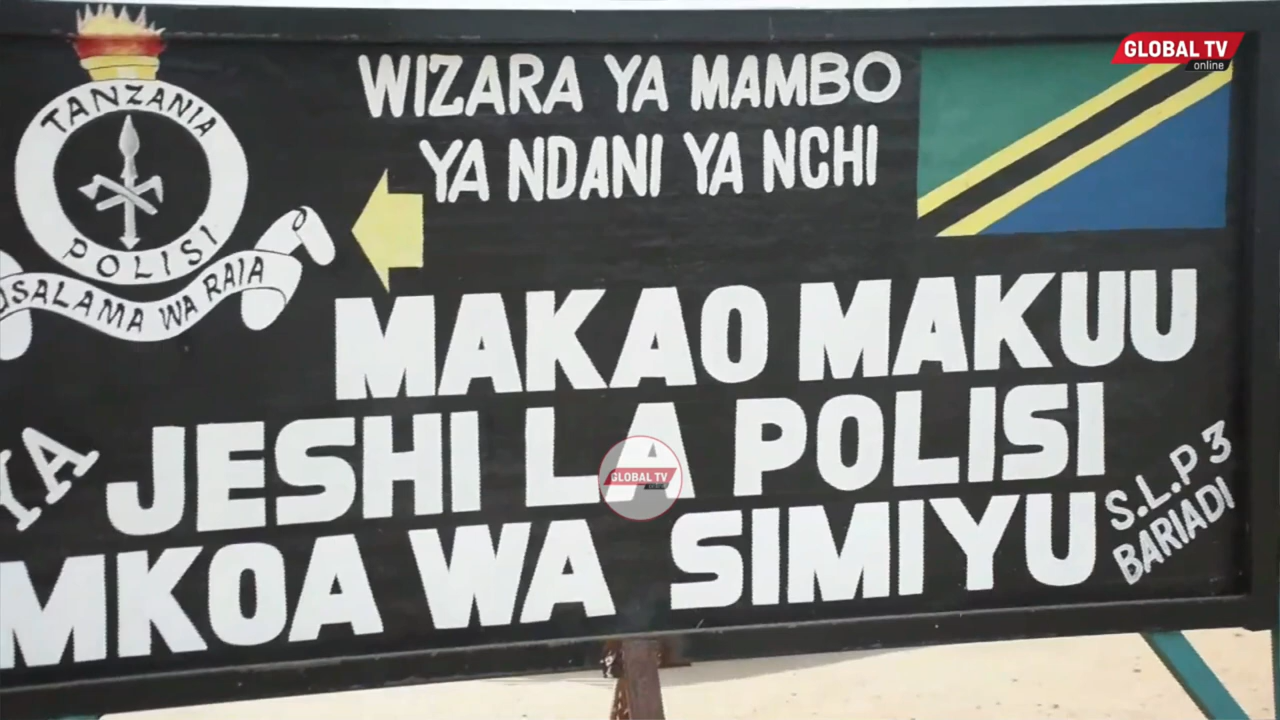 GLOBAL TV
online
TANZANIA
POLISI
SALAMA WA RAIA
WIZARA YA MAMBO
YA NDANI YA NCHI
MAKAO MAKUU
YA JESHI LA POLISI
MKOA WA SIMIYU
S.L.P 3
BARIADI
GLOBAL TV